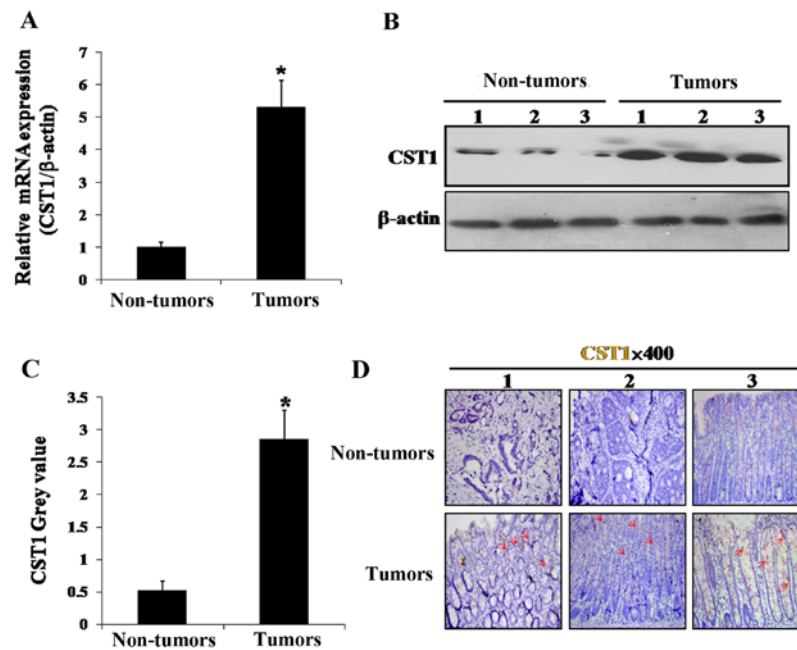 A
Relative mRNA expression
(CST1/β-actin)
7
6
5
4
3
2
1
0
*
Non-tumors
Tumors
B
Non-tumors
Tumors
1 2 3 1 2 3
CST1
β-actin
C
CST1 Grey value
3.5
3
2.5
2
1.5
1
0.5
0
*
Non-tumors
Tumors
D
CST1×400
1 2 3
Non-tumors
Tumors